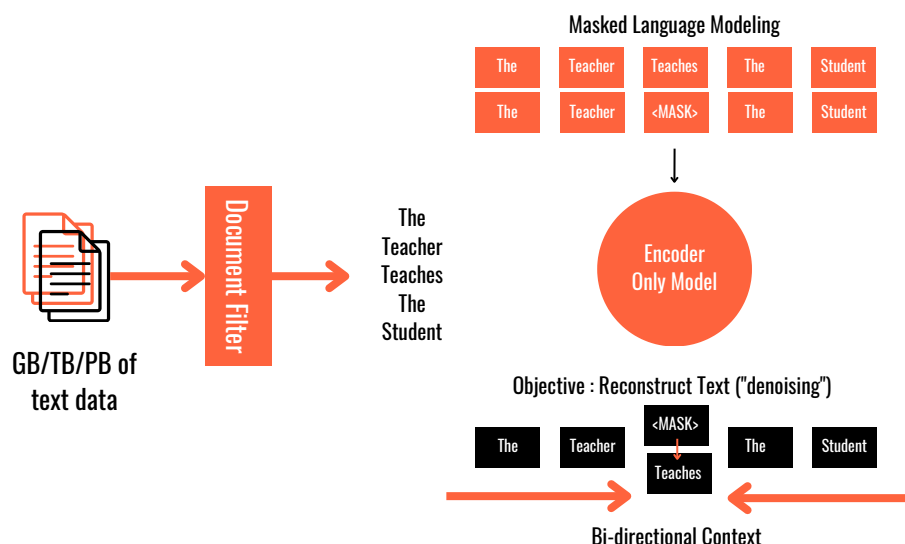 Masked Language Modeling
The Teacher Teaches The Student
The Teacher <MASK> The Student
Document Filter
The
Teacher
Teaches
The
Student
Encoder
Only Model
GB/TB/PB of
text data
Objective : Reconstruct Text ("denoising")
<MASK>
The Teacher The Student
Teaches
Bi-directional Context